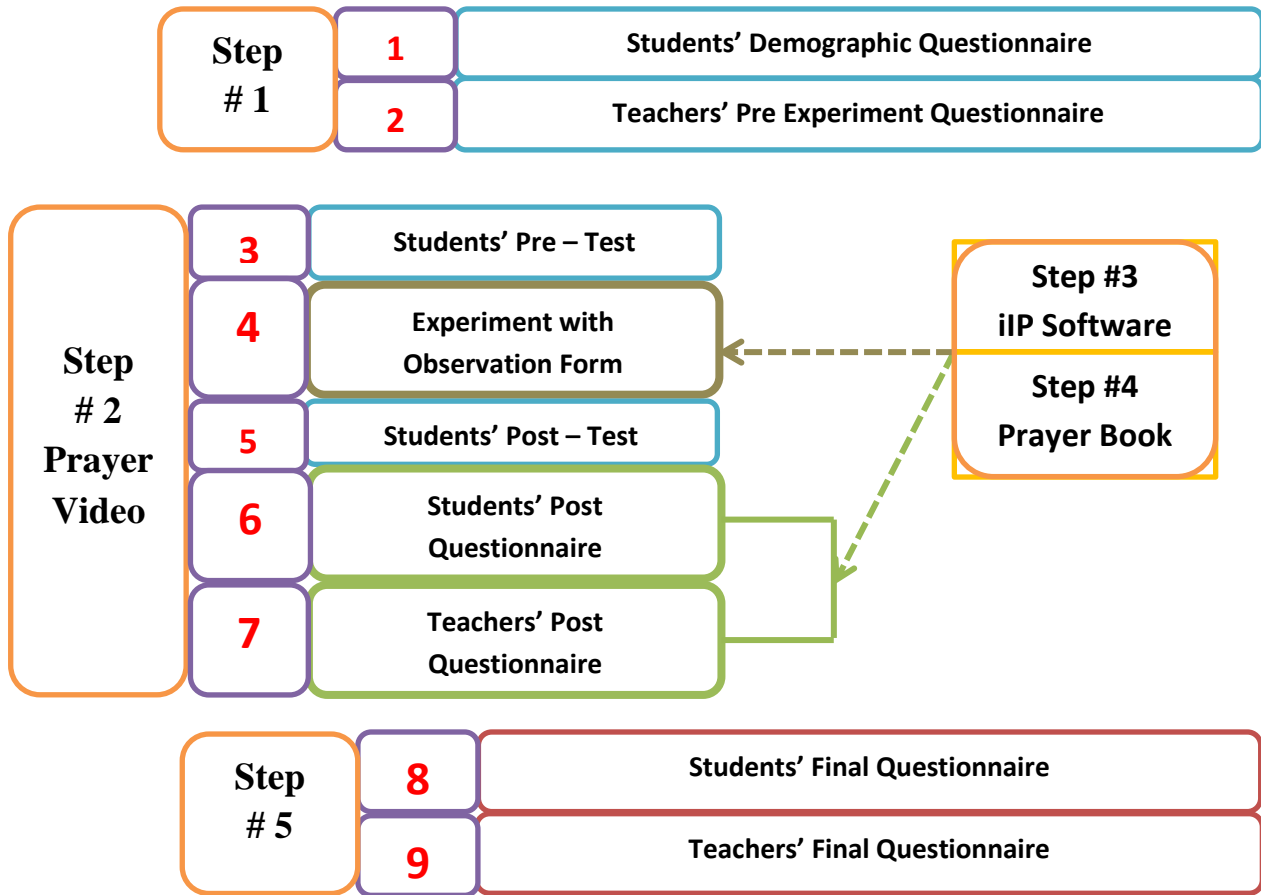 Step
# 1
1
Students’ Demographic Questionnaire
2
Teachers’ Pre Experiment Questionnaire
Step
# 2
Prayer
Video
3
Students’ Pre – Test
4
Experiment with
Observation Form
5
Students’ Post – Test
6
Students’ Post
Questionnaire
7
Teachers’ Post
Questionnaire
Step #3
iIP Software
Step #4
Prayer Book
Step
# 5
8
Students’ Final Questionnaire
9
Teachers’ Final Questionnaire